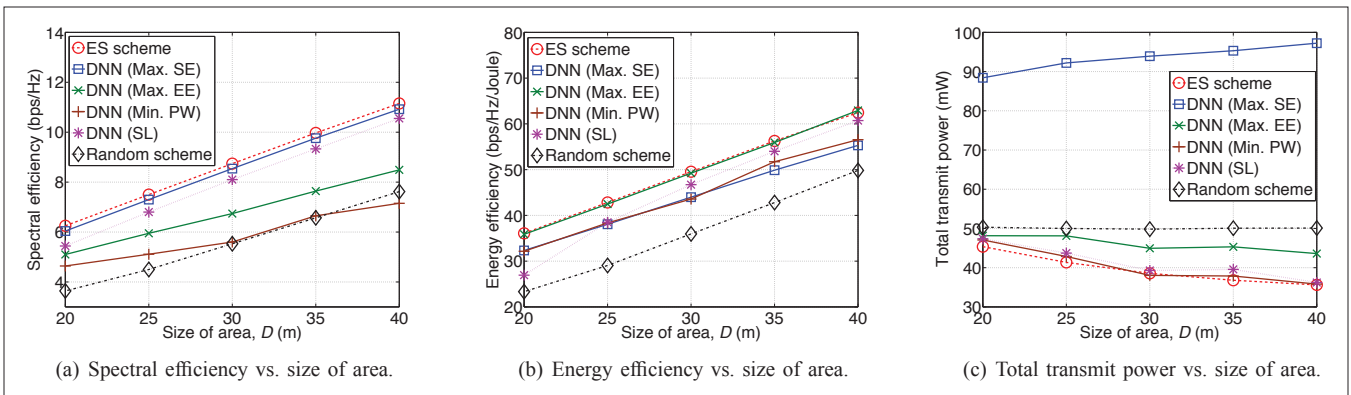 12
10
8
6
4
20
25
30
35
40
Spectral efficiency (bps/Hz)
Size of area, D (m)
ES scheme
DNN (Max. SE)
DNN (Max. EE)
DNN (Min. PW)
DNN (SL)
Random scheme
(a) Spectral efficiency vs. size of area.
80
70
60
50
40
30
20
20
25
30
35
40
Energy efficiency (bps/Hz/Joule)
Size of area, D (m)
ES scheme
DNN (Max. SE)
DNN (Max. EE)
DNN (Min. PW)
DNN (SL)
Random scheme
(b) Energy efficiency vs. size of area.
100
90
80
70
60
50
40
30
20
25
30
35
40
Total transmit power (mW)
Size of area, D (m)
ES scheme
DNN (Max. SE)
DNN (Max. EE)
DNN (Min. PW)
DNN (SL)
Random scheme
(c) Total transmit power vs. size of area.